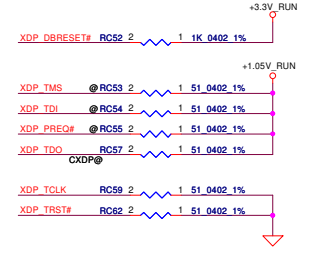 +3.3V_RUN
XDP_DBRESET# RC52 2 1 1K_0402_1%
+1.05V_RUN
XDP_TMS @RC53 2 1 51_0402_1%
XDP_TDI @RC54 2 1 51_0402_1%
XDP_PREQ# @RC55 2 1 51_0402_1%
XDP_TDO RC57 2 1 51_0402_1%
CXDP@
XDP_TCLK RC59 2 1 51_0402_1%
XDP_TRST# RC62 2 1 51_0402_1%